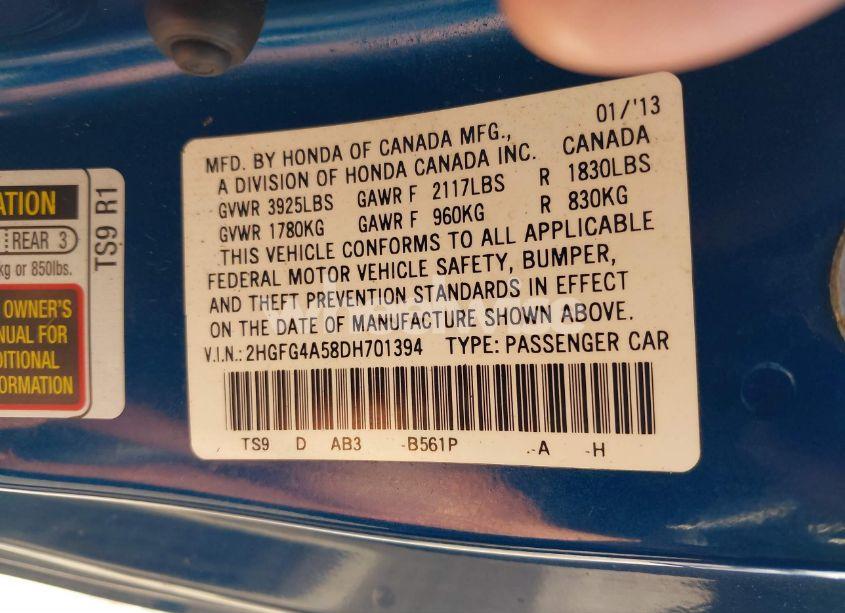 ATION
REAR 3
kg or 850lbs.
OWNER'S
ANUAL FOR
DITIONAL
FORMATION
TS9 R1
01/'13
MFD. BY HONDA OF CANADA MFG.,
A DIVISION OF HONDA CANADA INC. CANADA
GVWR 3925LBS GAWR F 2117LBS R 1830LBS
GVWR 1780KG GAWR F 960KG R 830KG
THIS VEHICLE CONFORMS TO ALL APPLICABLE
FEDERAL MOTOR VEHICLE SAFETY, BUMPER,
AND THEFT PREVENTION STANDARDS IN EFFECT
ON THE DATE OF MANUFACTURE SHOWN ABOVE.
V.I.N.: 2HGFG4A58DH701394 TYPE: PASSENGER CAR
TS9 D AB3 -B561P -A -H